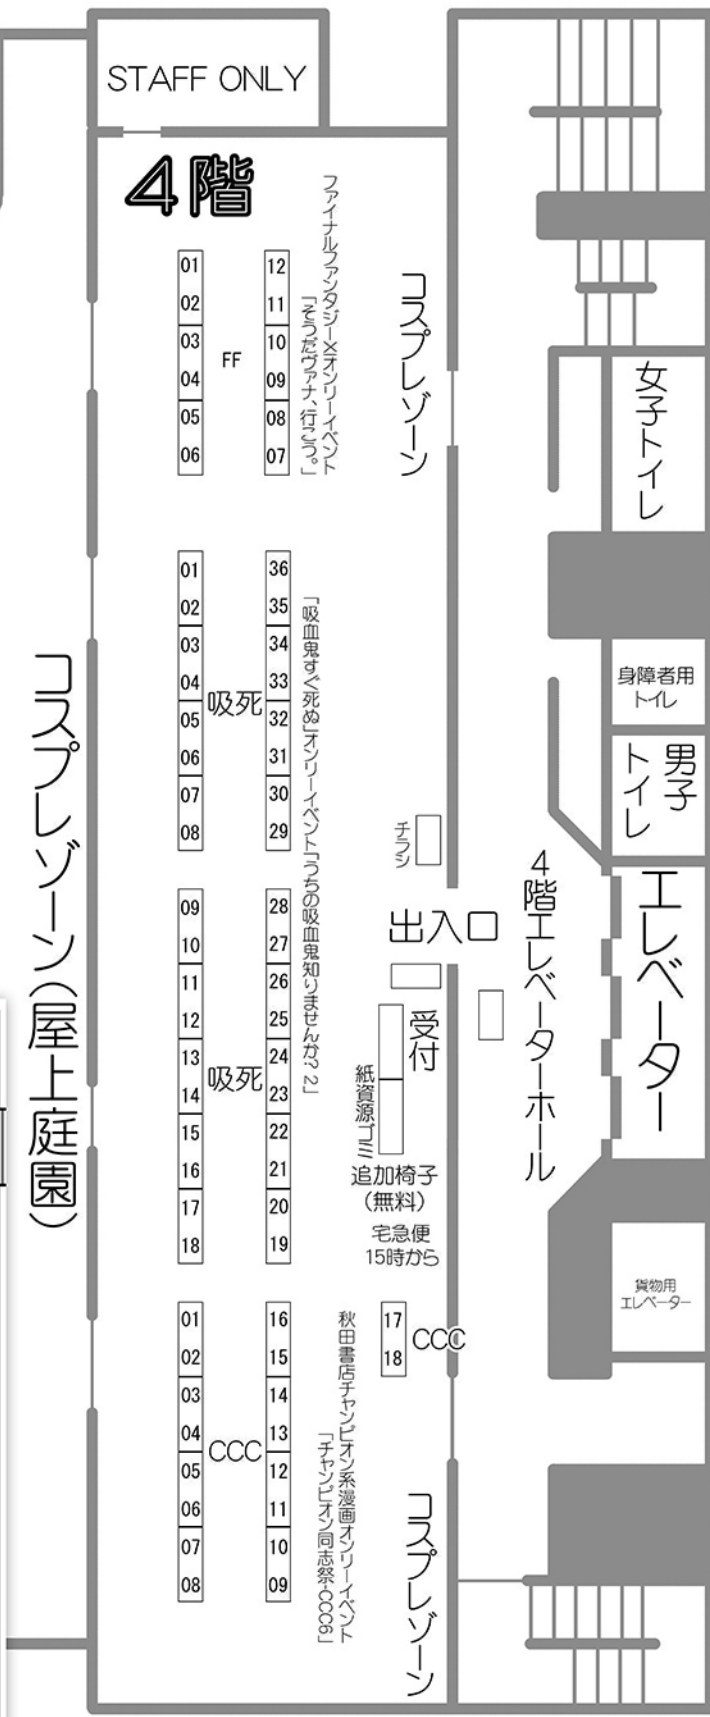 STAFF ONLY
4階
ファイナルファンタジーXオンリーイベント
「そうだヴァナ、行こう。」
コスプレゾーン
01
02
03
04
05
06
FF
12
11
10
09
08
07
女子トイレ
01
02
03
04
05
06
07
08
吸死
36
35
34
33
32
31
30
29
「吸血鬼すぐ死ぬ」オンリーイベント「うちの吸血鬼知りませんか?2」
身障者用
トイレ
男子
トイレ
コスプレゾーン(屋上庭園)
チラシ
出入口
4階エレベーターホール
エレベーター
09
10
11
12
13
14
15
16
17
18
吸死
28
27
26
25
24
23
22
21
20
19
受付
紙資源ゴミ
追加椅子
(無料)
宅急便
15時から
貨物用
エレベーター
01
02
03
04
05
06
07
08
CCC
16
15
14
13
12
11
10
09
17
18
CCC
秋田書店チャンピオン系漫画オンリーイベント
「チャンピオン同志祭-CCC6」
コスプレゾーン